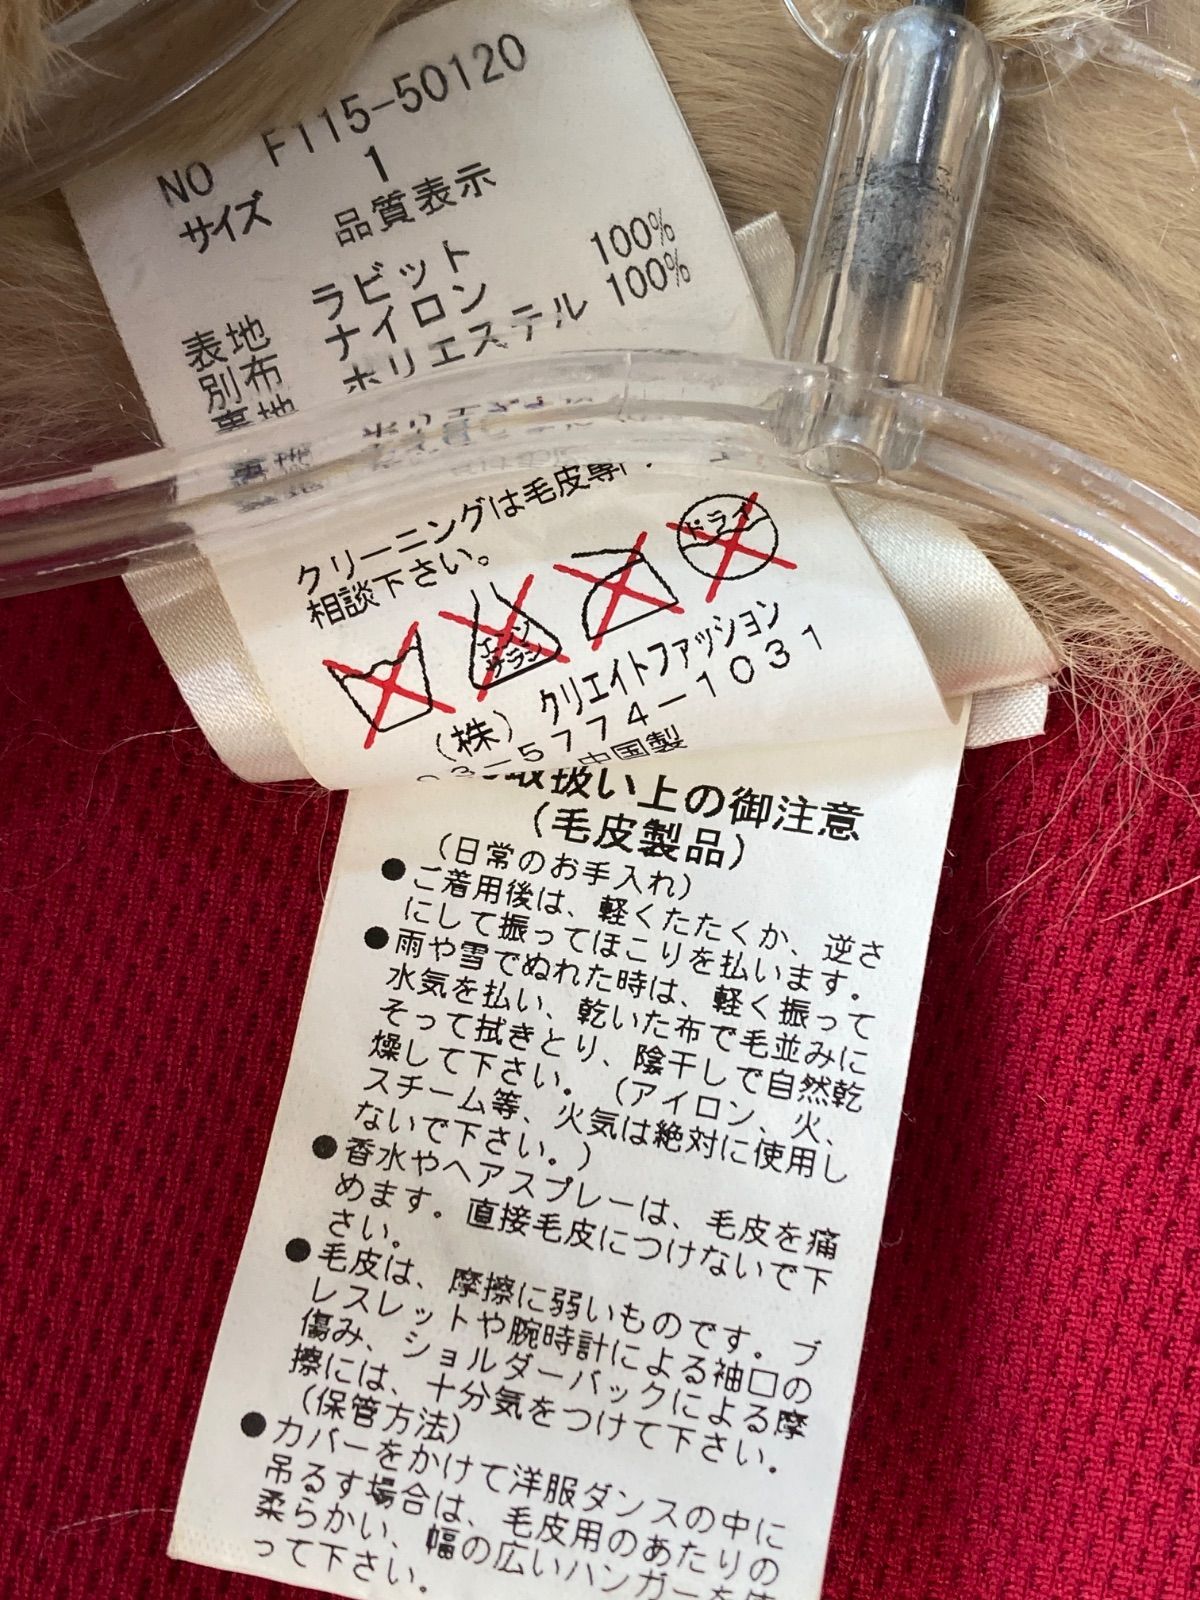 NO F115-50120
サイズ 1
品質表示
表地 ラビット
別布 ナイロン 100%
裏地 ポリエステル 100%
クリーニングは毛皮専
相談下さい。
ドライ
エンソ
サラシ
(株) クリエイトファッション
03-5774-1031
中国製
取扱い上の御注意
(毛皮製品)
(日常のお手入れ)
●ご着用後は、軽くたたくか、逆さ
にして振ってほこりを払います。
●雨や雪でぬれた時は、軽く振って
水気を払い、乾いた布で毛並みに
そって拭きとり、陰干しで自然乾
燥して下さい。(アイロン、火、
スチーム等、火気は絶対に使用し
ないで下さい。)
●香水やヘアスプレーは、毛皮を痛
めます。直接毛皮につけないで下
さい。
●毛皮は、摩擦に弱いものです。ブ
レスレットや腕時計による袖口の
傷み、ショルダーバックによる摩
擦には、十分気をつけて下さい。
(保管方法)
●カバーをかけて洋服ダンスの中に
吊るす場合は、毛皮用のあたりの
柔らかい、幅の広いハンガーを使
って下さい。